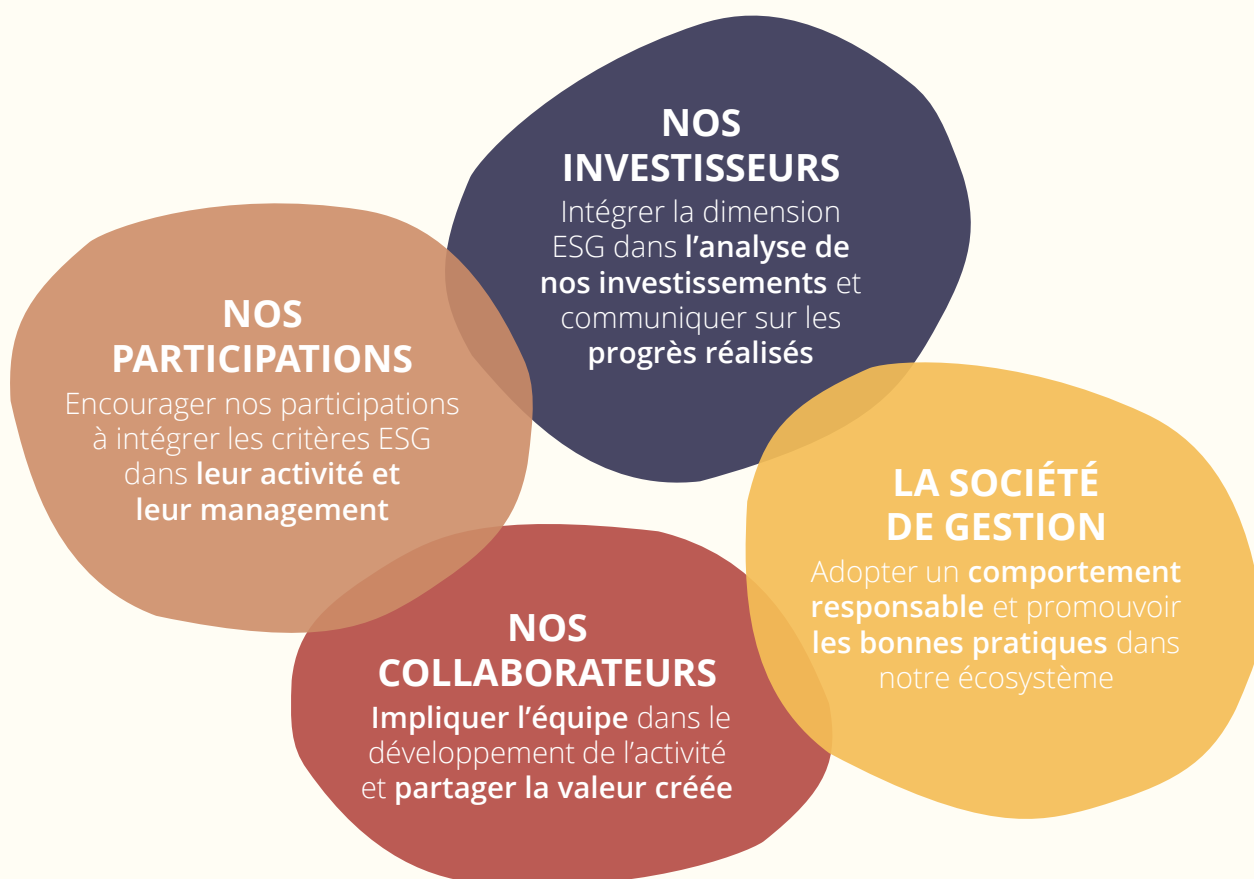 NOS
INVESTISSEURS
Intégrer la dimension
ESG dans l’analyse de
nos investissements et
communiquer sur les
progrès réalisés
NOS
PARTICIPATIONS
Encourager nos participations
à intégrer les critères ESG
dans leur activité et
leur management
LA SOCIÉTÉ
DE GESTION
Adopter un comportement
responsable et promouvoir
les bonnes pratiques dans
notre écosystème
NOS
COLLABORATEURS
Impliquer l’équipe dans le
développement de l’activité
et partager la valeur créée